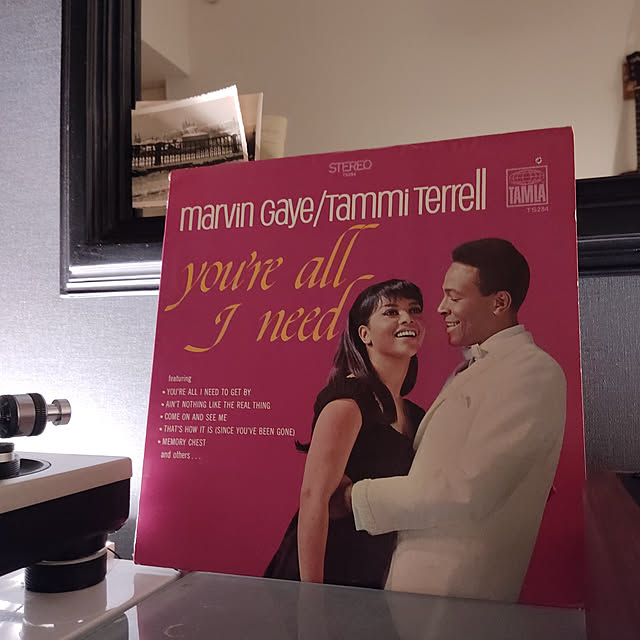 STEREO
TS284
marvin Gaye/Tammi Terrell
TAMLA
TS284
you're all
I need
featuring
• YOU'RE ALL I NEED TO GET BY
• AIN'T NOTHING LIKE THE REAL THING
• COME ON AND SEE ME
• THAT'S HOW IT IS (SINCE YOU'VE BEEN GONE)
• MEMORY CHEST
and others...